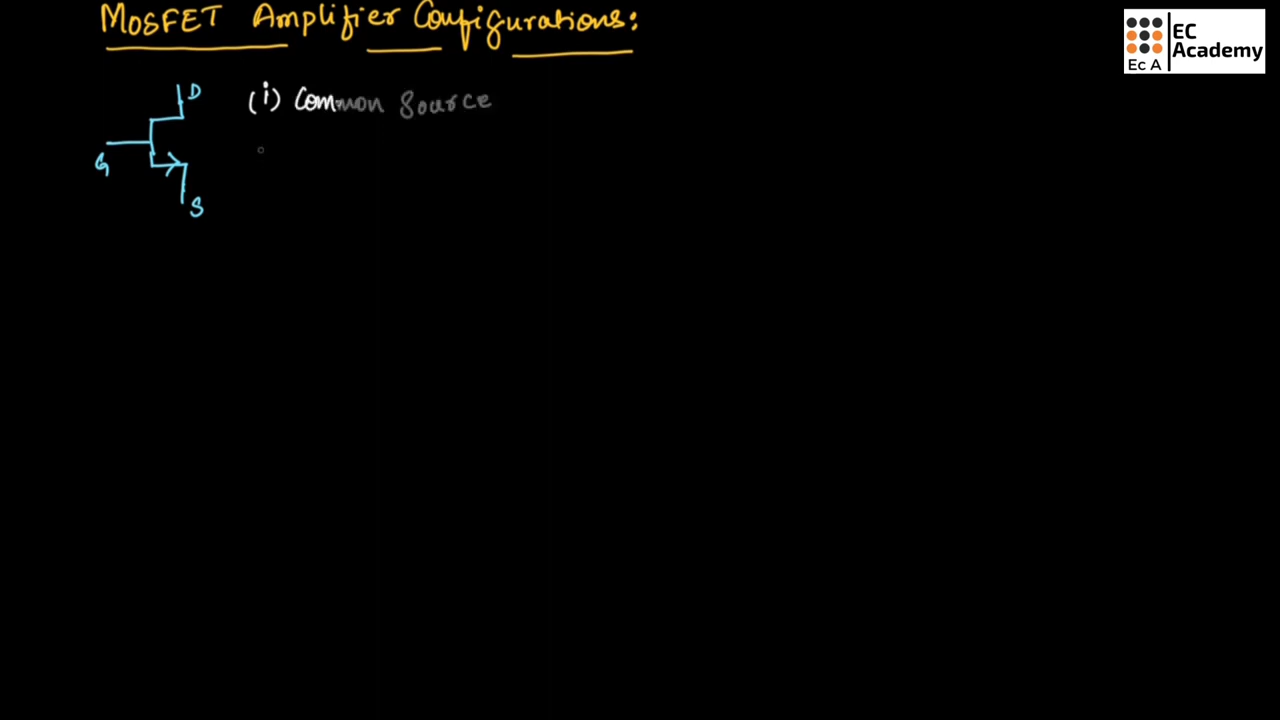 MOSFET Amplifier Configurations:
EC
Academy
Ec A
D
(i) Common Source
G
S